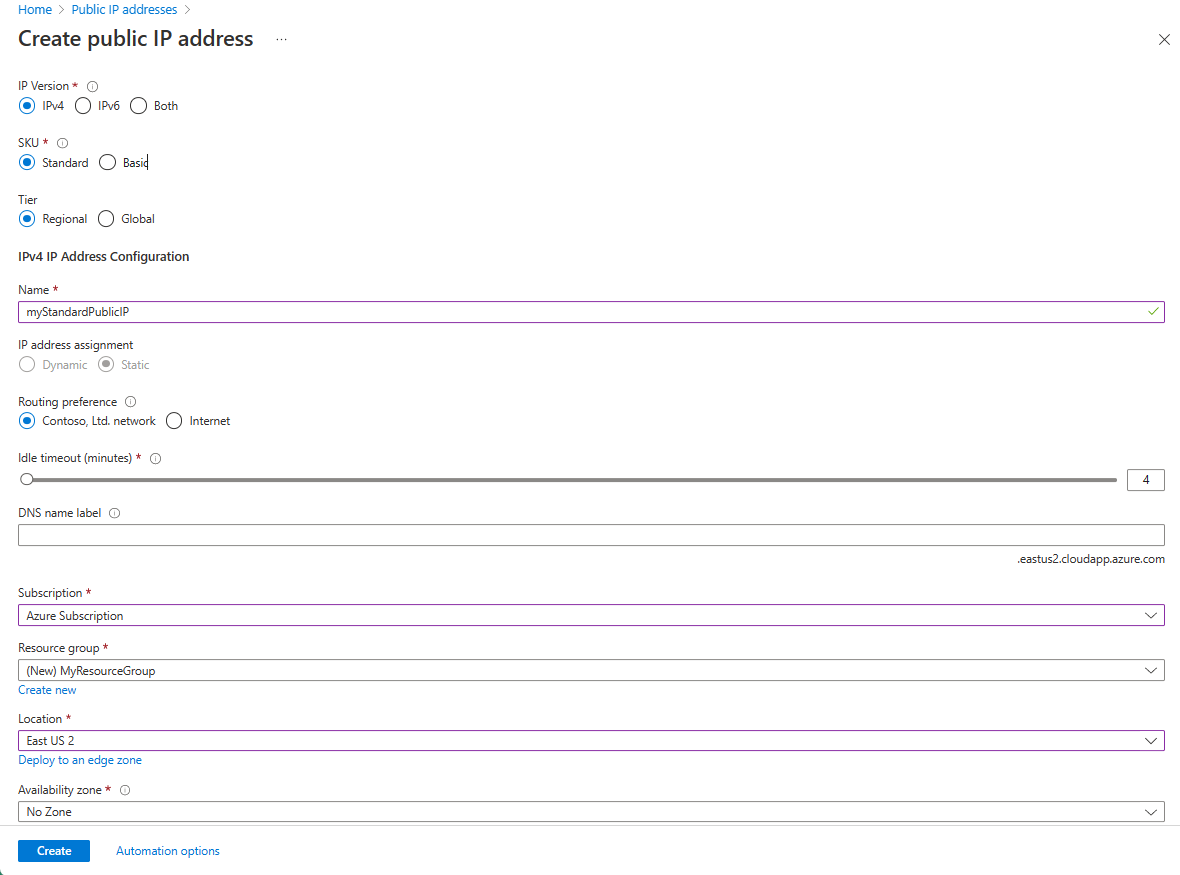 Home > Public IP addresses >
Create public IP address ...
IP Version *
IPv4 IPv6 Both
SKU *
Standard Basic
Tier
Regional Global
IPv4 IP Address Configuration
Name *
myStandardPublicIP
IP address assignment
Dynamic Static
Routing preference
Contoso, Ltd. network Internet
Idle timeout (minutes) *
4
DNS name label
.eastus2.cloudapp.azure.com
Subscription *
Azure Subscription
Resource group *
(New) MyResourceGroup
Create new
Location *
East US 2
Deploy to an edge zone
Availability zone *
No Zone
Create Automation options